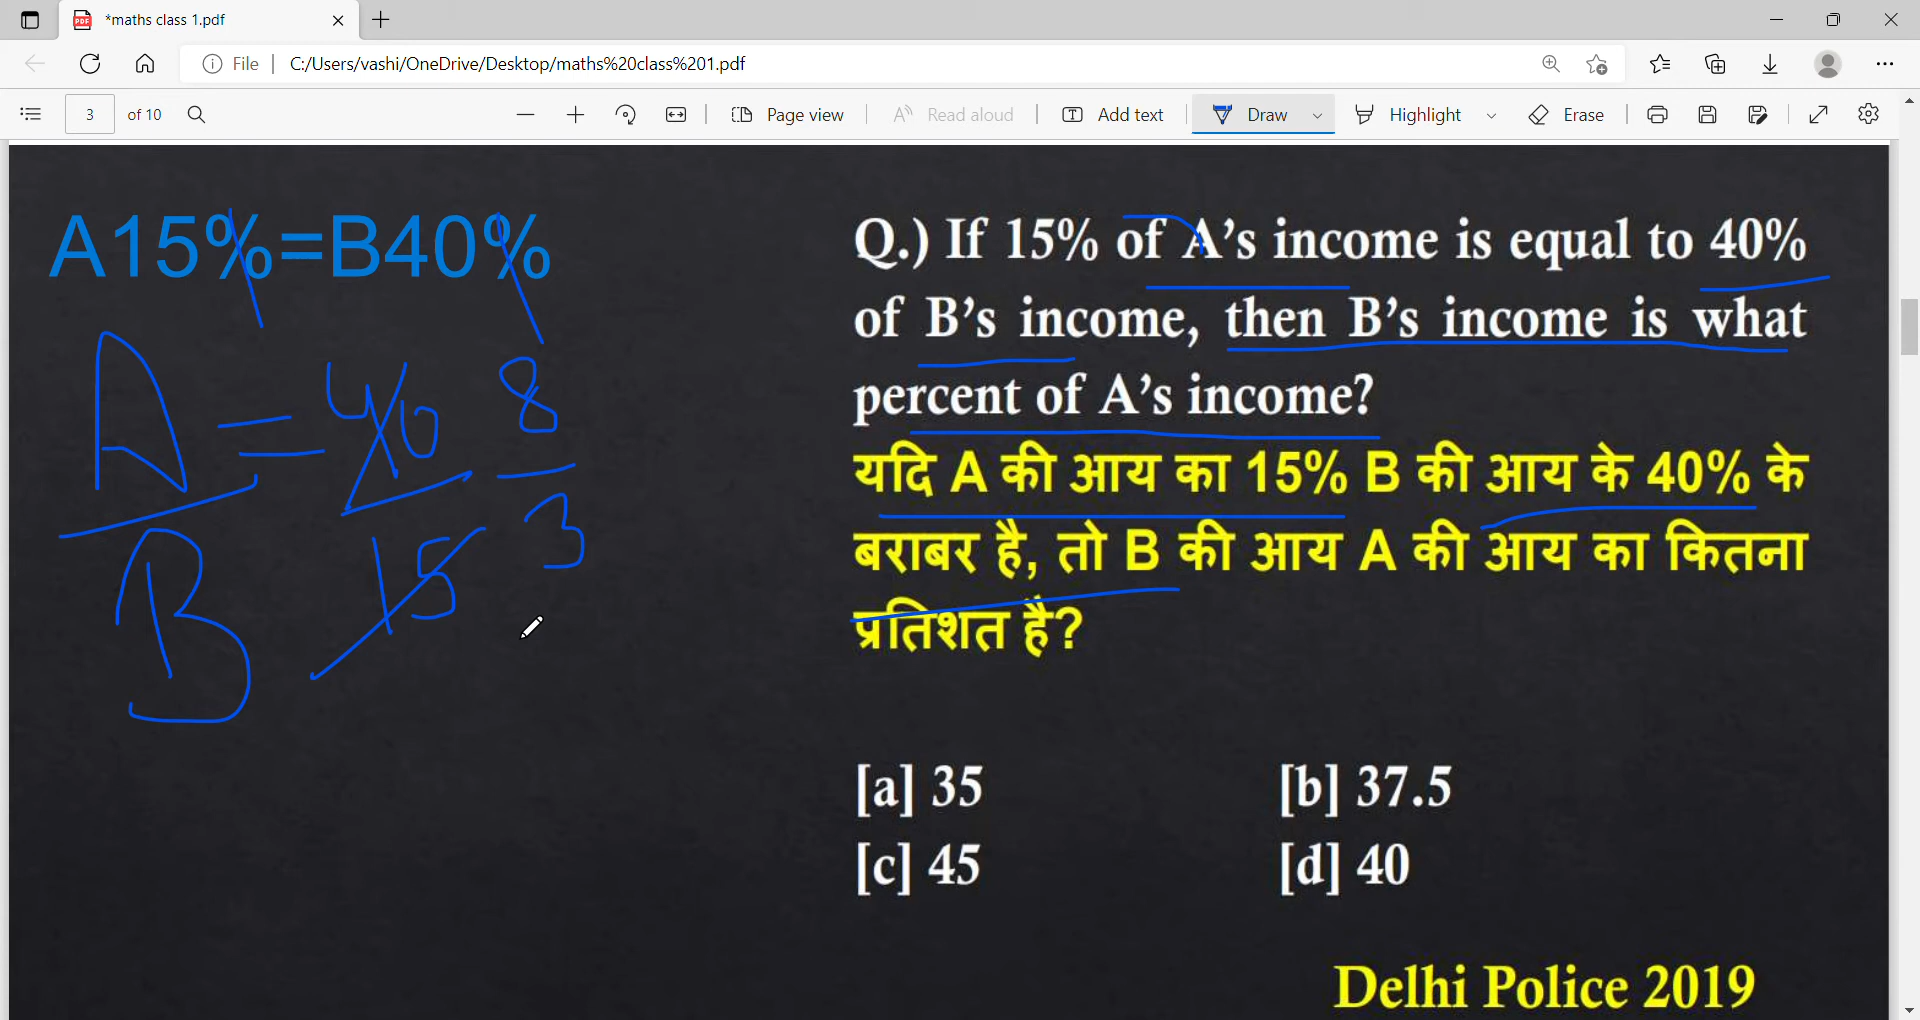 *maths class 1.pdf
File
C:/Users/vashi/OneDrive/Desktop/maths%20class%201.pdf
3 of 10
Page view
Read aloud
Add text
Draw
Highlight
Erase
A15%=B40%
A = 40 8
B 15 3
Q.) If 15% of A's income is equal to 40%
of B's income, then B's income is what
percent of A's income?
यदि A की आय का 15% B की आय के 40% के
बराबर है, तो B की आय A की आय का कितना
प्रतिशत है?
[a] 35 [b] 37.5
[c] 45 [d] 40
Delhi Police 2019